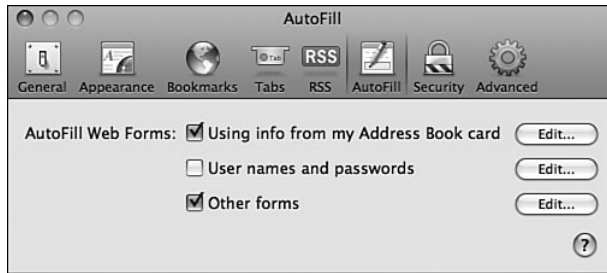 AutoFill
Tab RSS
General Appearance Bookmarks Tabs RSS AutoFill Security Advanced
AutoFill Web Forms: Using info from my Address Book card Edit...
User names and passwords Edit...
Other forms Edit...
?